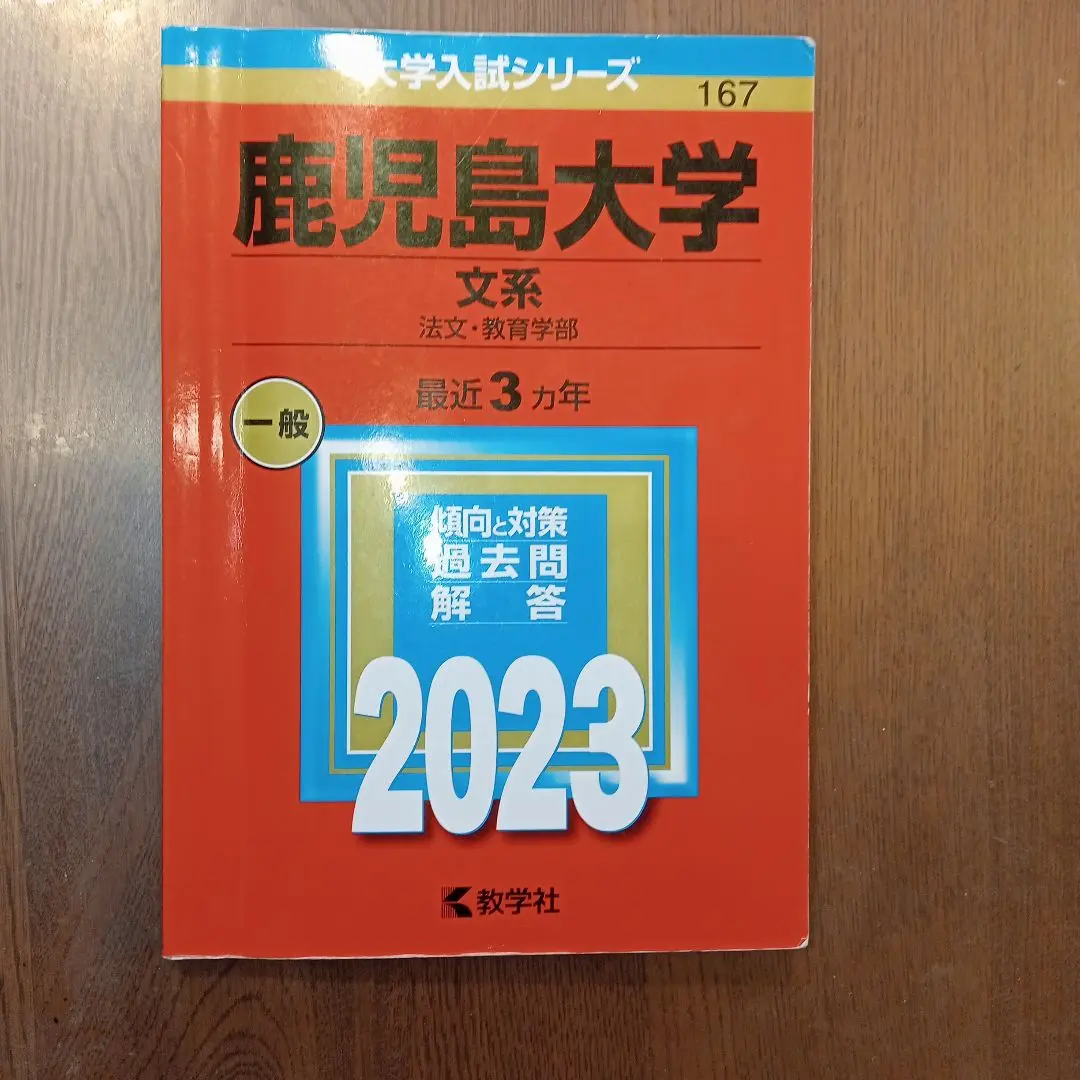 大学入試シリーズ
167
鹿児島大学
文系
法文・教育学部
最近3カ年
一般
傾向と対策
過去問
解答
2023
教学社